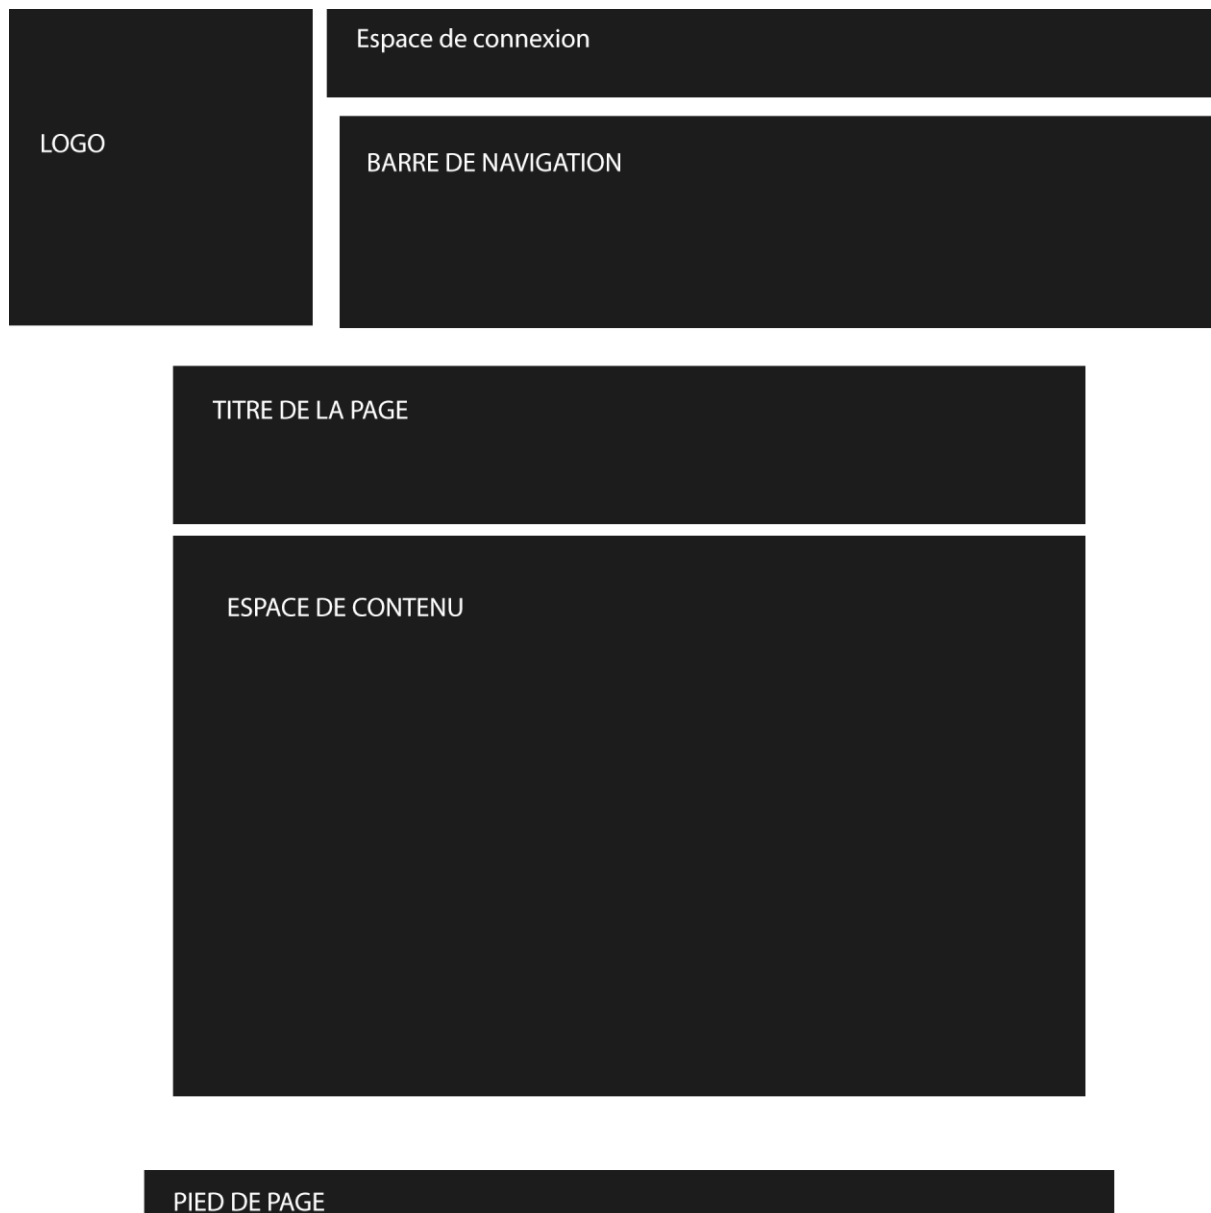 Espace de connexion
LOGO
BARRE DE NAVIGATION
TITRE DE LA PAGE
ESPACE DE CONTENU
PIED DE PAGE